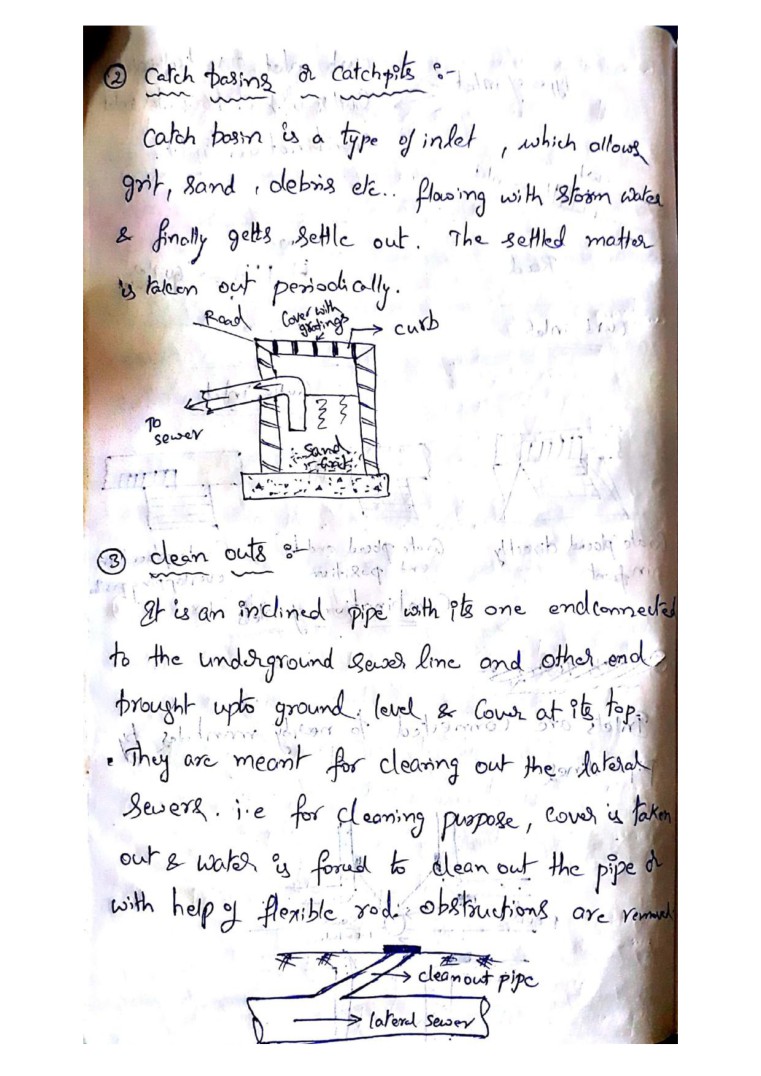 ② Catch basins or Catchpits :-
Catch basin is a type of inlet, which allows
grit, sand, debris etc.. flowing with storm water
& finally getts settle out. The settled matter
is taken out periodically.
Road
Cover with
gratings
curb
To
sewer
Sand
Grit
③ clean outs :-
It is an inclined pipe with its one end connected
to the underground sewer line and other end
brought upto ground level & Cover at its top.
• They are meant for clearing out the lateral
Sewers. i.e for cleaning purpose, cover is taken
out & water is forced to clean out the pipe or
with help of flexible rod obstructions, are removed
cleanout pipe
lateral sewer